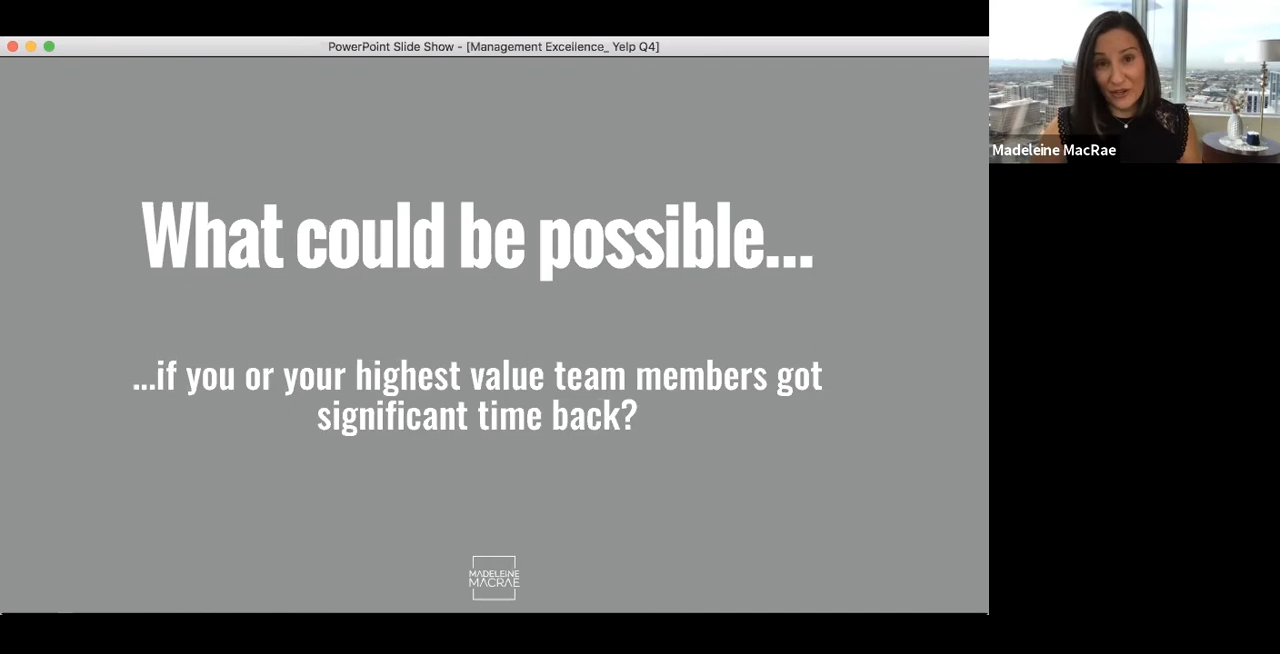 PowerPoint Slide Show - [Management Excellence_ Yelp Q4]
Madeleine MacRae
What could be possible...
...if you or your highest value team members got
significant time back?
MADELEINE
MACRAE